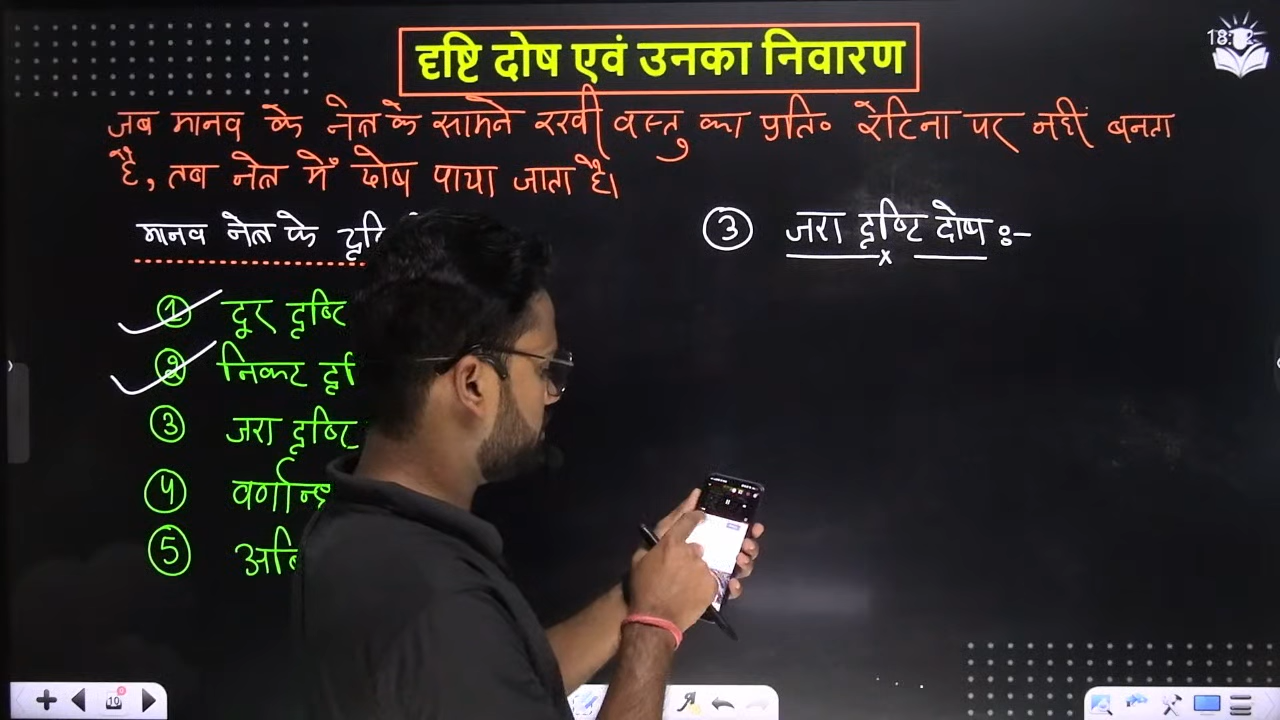 दृष्टि दोष एवं उनका निवारण
जब मानव के नेत्र के सामने रखी वस्तु का प्रति० रेटिना पर नहीं बनता
है, तब नेत्र में दोष पाया जाता है।
मानव नेत्र के
① दूर दृष्टि
② निकट
③ जरा दृष्टि
④
⑤
③ जरा दृष्टि दोष :-
10